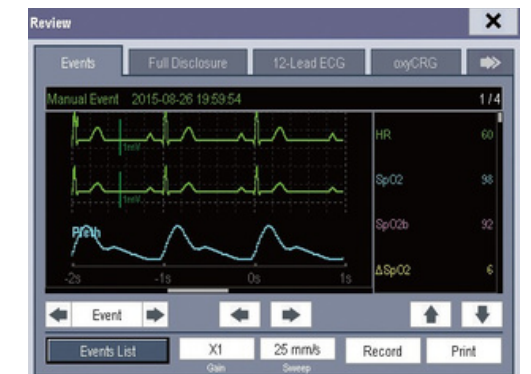 Review
Events Full Disclosure 12-Lead ECG oxyCRG
Manual Event 2015-08-26 19:59:54 1/4
1mV
HR 60
SpO2 98
1mV
Pleth
SpO2b 92
ΔSpO2 6
-2s -1s 0s 1s
Event
Events List X1 25 mm/s Record Print
Gain Sweep